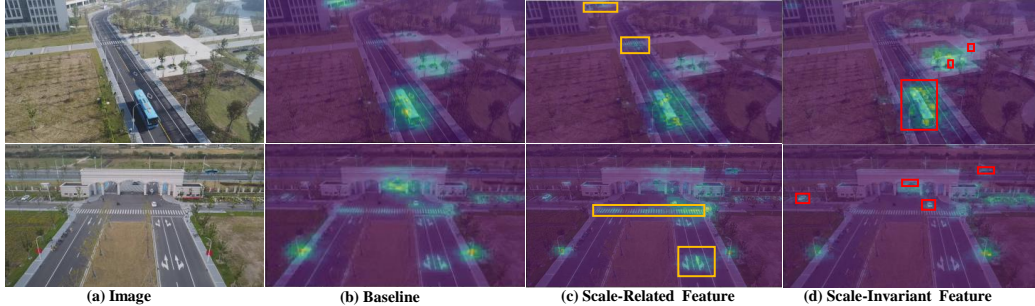 (a) Image
(b) Baseline
(c) Scale-Related Feature
(d) Scale-Invariant Feature